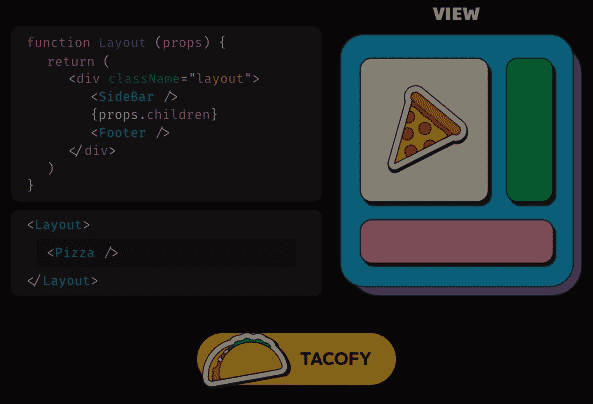 VIEW
function Layout (props) {
return (
<div className="layout">
<SideBar />
{props.children}
<Footer />
</div>
)
}
<Layout>
<Pizza />
</Layout>
TACOFY